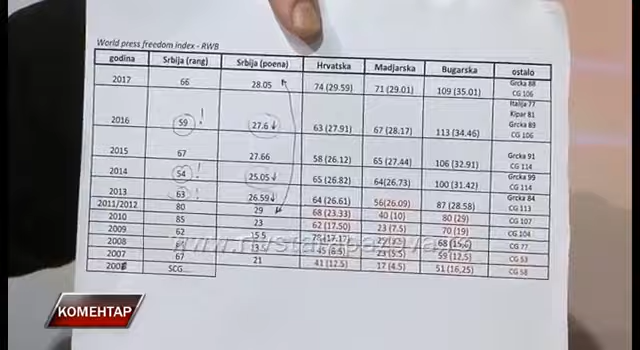 World press freedom index - RWB
godina Srbija (rang) Srbija (poena) Hrvatska Madjarska Bugarska ostalo
2017 66 28.05 74 (29.59) 71 (29.01) 109 (35.01) Grcka 88
CG 106
2016 59 ! 27.6 ↓ 63 (27.91) 67 (28.17) 113 (34.46) Italija 77
Kipar 81
Grcka 89
CG 106
2015 67 27.66 58 (26.12) 65 (27.44) 106 (32.91) Grcka 91
CG 114
2014 54 ! 25.05 ↓ 65 (26.82) 64(26.73) 100 (31.42) Grcka 99
CG 114
2013 63 ! 26.59 ↓ 64 (26.61) 56(26.09) 87 (28.58) Grcka 84
CG 113
2011/2012 80 29 68 (23.33) 40 (10) 80 (29) CG 107
2010 85 23 62 (17.50) 23 (7.5) 70 (19) CG 104
2009 62 15.5 78 (17.17) 68 (15.6) CG 77
2008 13.5 45 (6.5) 23 (5.5) 59 (12,5) CG 53
2007 67 21 41 (12.5) 17 (4.5) 51 (16,25) CG 58
2006 SCG...
КОМЕНТАР